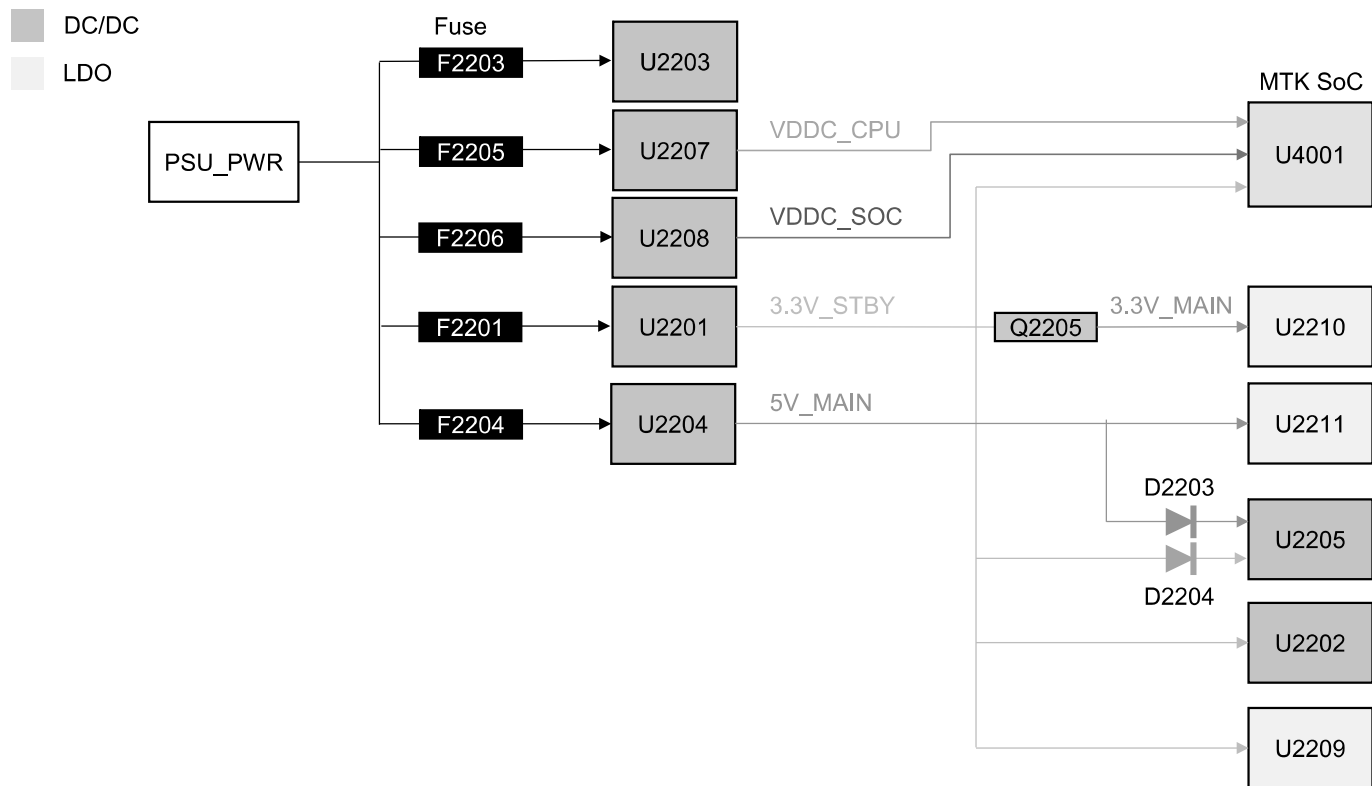 DC/DC
LDO
Fuse
F2203
U2203
MTK SoC
PSU_PWR
F2205
U2207
VDDC_CPU
U4001
F2206
U2208
VDDC_SOC
F2201
U2201
3.3V_STBY
Q2205
3.3V_MAIN
U2210
F2204
U2204
5V_MAIN
U2211
D2203
U2205
D2204
U2202
U2209